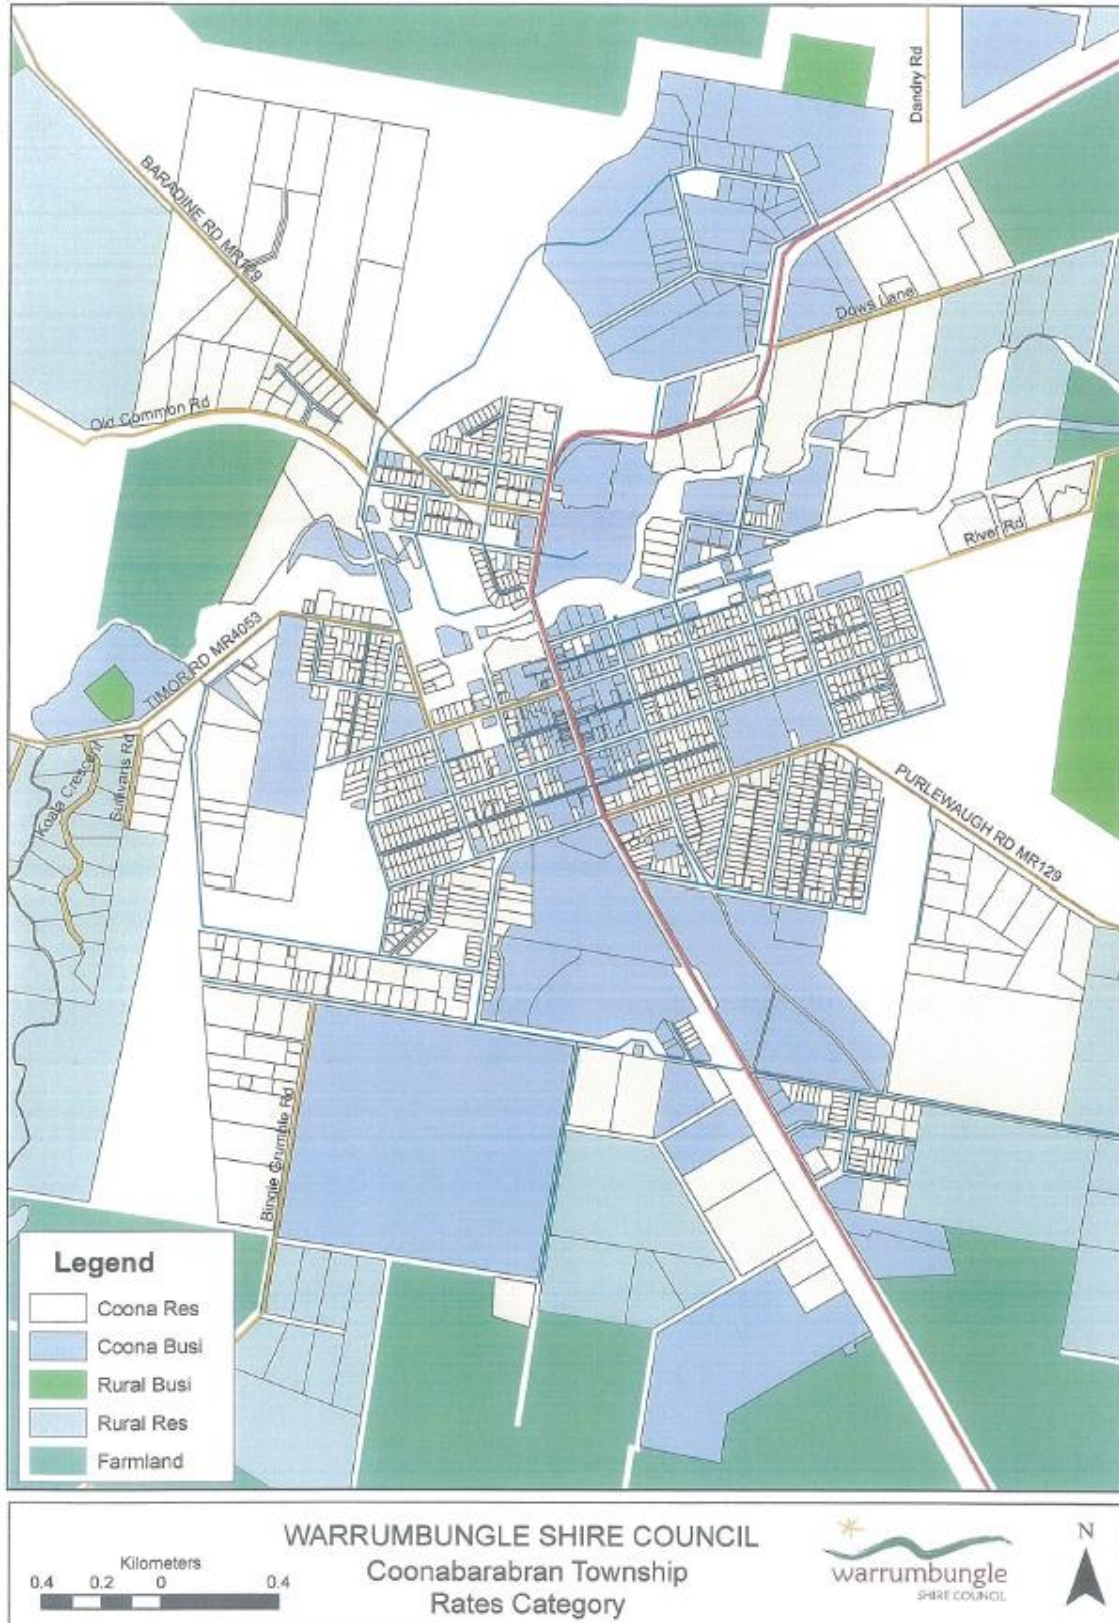 Dandry Rd
BARADINE RD MR129
Dows Lane
Old Common Rd
River Rd
TIMOR RD MR4053
Koala Crescent
Sullivans Rd
PURLEWAUGH RD MR129
Bingie Grumble Rd
Legend
Coona Res
Coona Busi
Rural Busi
Rural Res
Farmland
WARRUMBUNGLE SHIRE COUNCIL
Coonabarabran Township
Rates Category
Kilometers
0.4 0.2 0 0.4
warrumbungle
SHIRE COUNCIL
N